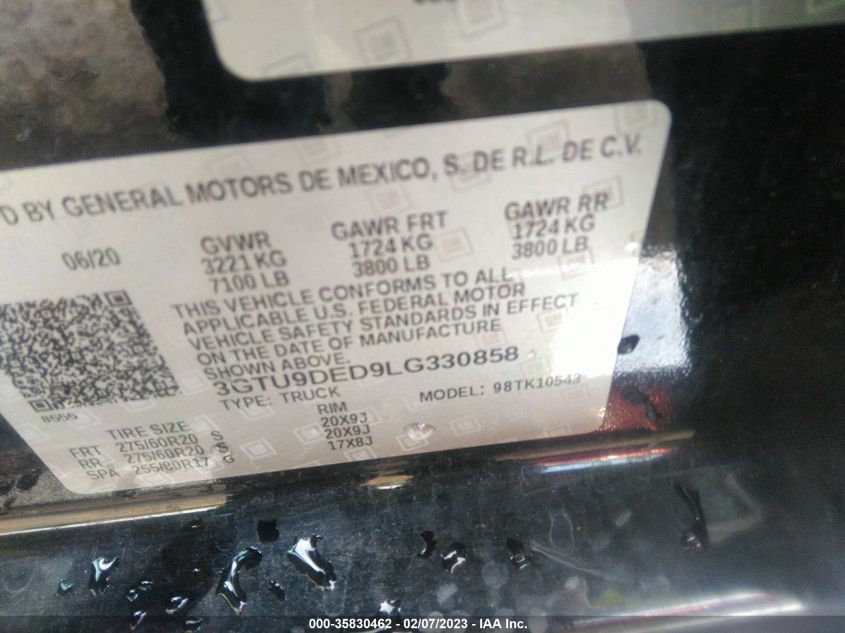 D BY GENERAL MOTORS DE MEXICO, S. DE R.L. DE C.V.
06/20 GVWR GAWR FRT GAWR RR
3221 KG 1724 KG 1724 KG
7100 LB 3800 LB 3800 LB
THIS VEHICLE CONFORMS TO ALL
APPLICABLE U.S. FEDERAL MOTOR
VEHICLE SAFETY STANDARDS IN EFFECT
ON THE DATE OF MANUFACTURE
SHOWN ABOVE.
3GTU9DED9LG330858
TYPE: TRUCK MODEL: 98TK10543
8555
TIRE SIZE RIM
FRT 275/60R20 S 20X9J
RR 275/60R20 S 20X9J
SPA 255/80R17 G 17X8J
000-35830462 - 02/07/2023 - IAA Inc.